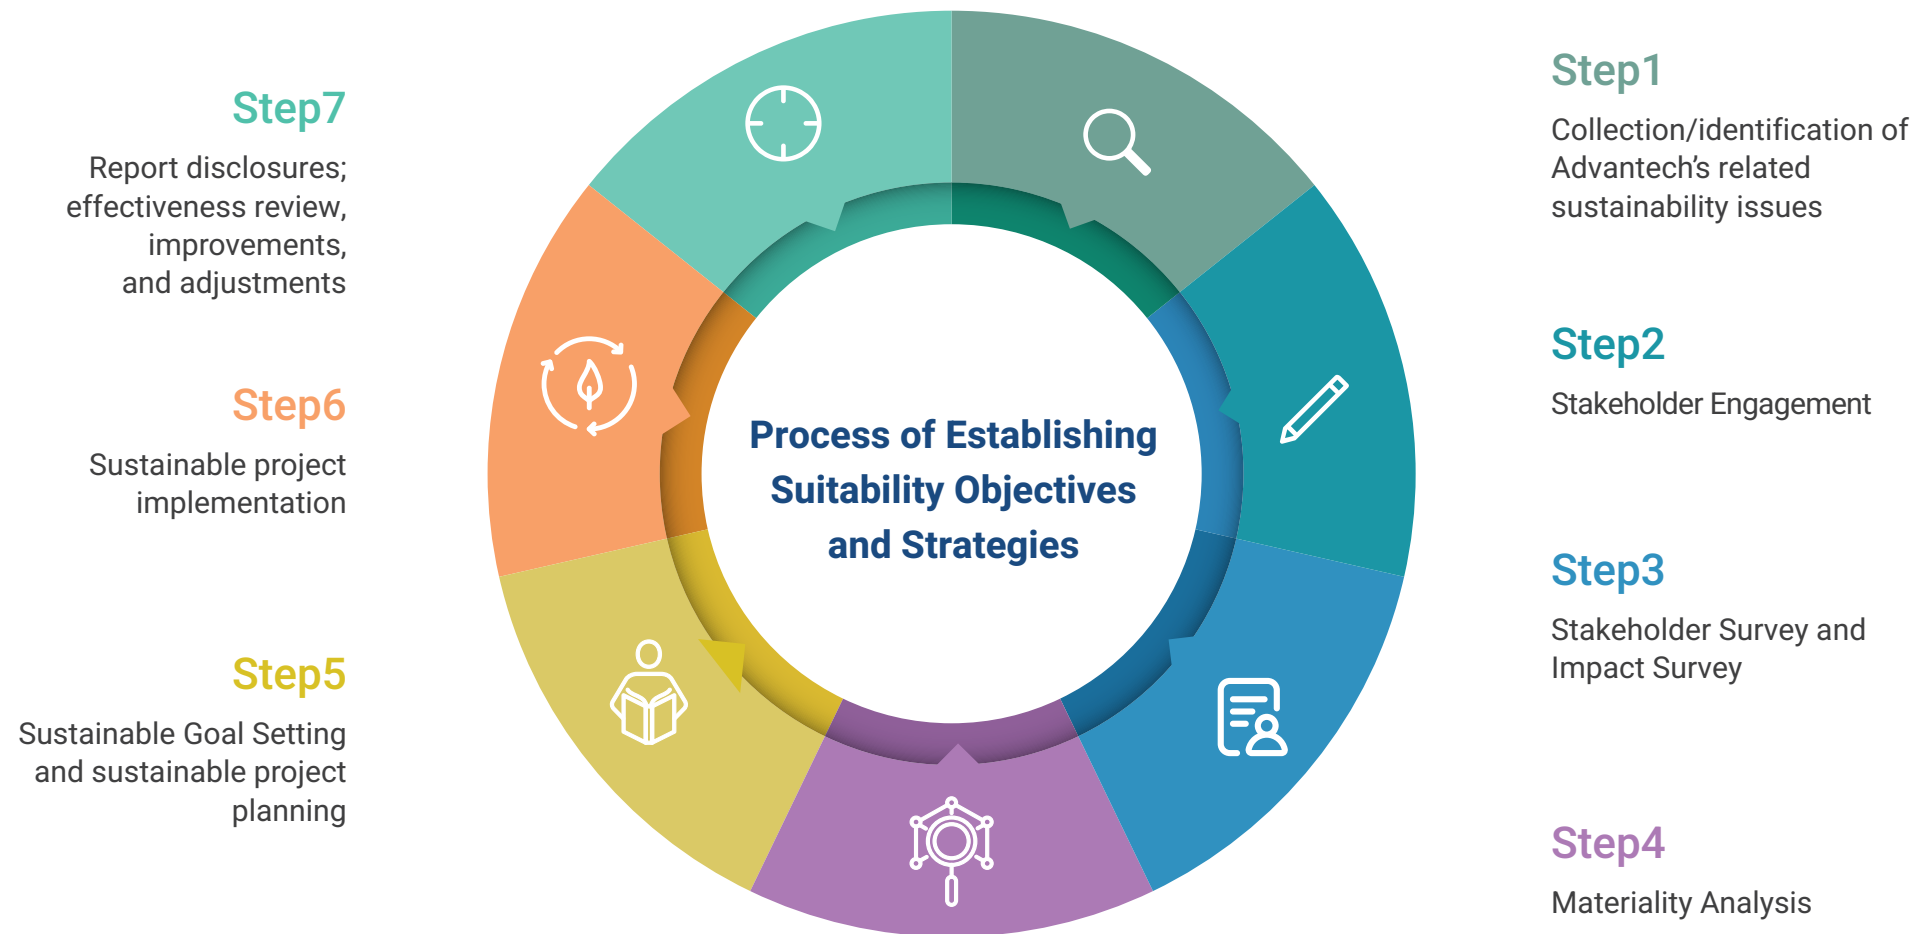 Process of Establishing
Suitability Objectives
and Strategies
Step1
Collection/identification of
Advantech’s related
sustainability issues
Step2
Stakeholder Engagement
Step3
Stakeholder Survey and
Impact Survey
Step4
Materiality Analysis
Step5
Sustainable Goal Setting
and sustainable project
planning
Step6
Sustainable project
implementation
Step7
Report disclosures;
effectiveness review,
improvements,
and adjustments